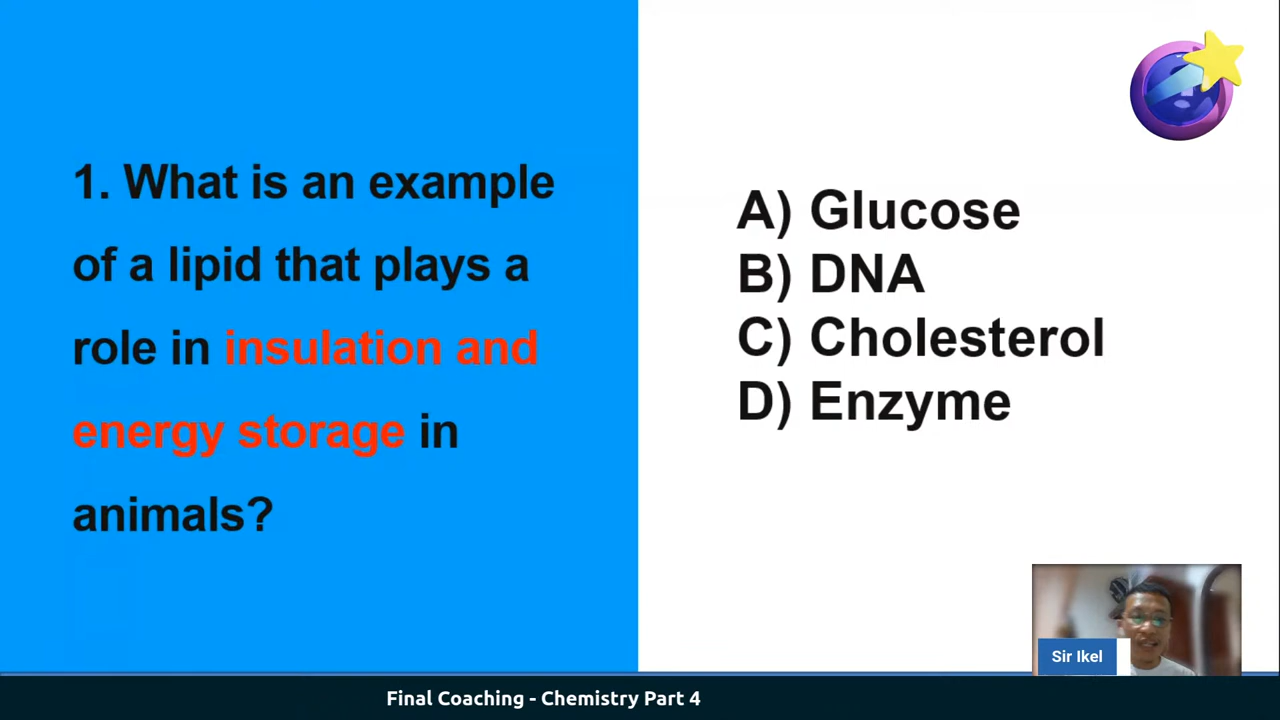 1. What is an example
of a lipid that plays a
role in insulation and
energy storage in
animals?
A) Glucose
B) DNA
C) Cholesterol
D) Enzyme
Sir Ikel
Final Coaching - Chemistry Part 4